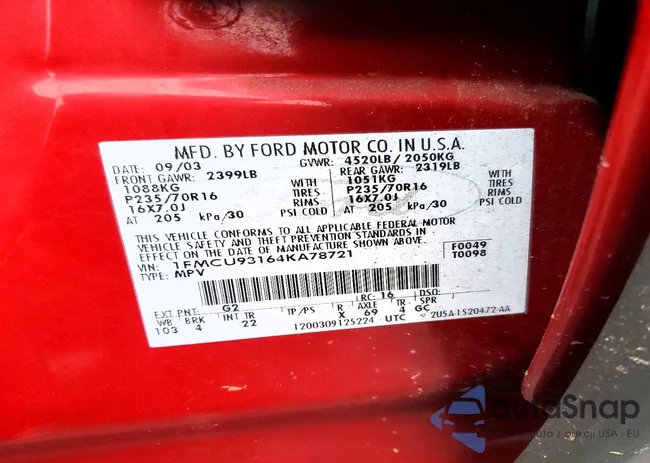 MFD. BY FORD MOTOR CO. IN U.S.A.
DATE: 09/03 GVWR: 4520LB/ 2050KG
FRONT GAWR: 2399LB REAR GAWR: 2319LB
1088KG WITH 1051KG WITH
P235/70R16 TIRES P235/70R16 TIRES
16X7.0J RIMS 16X7.0J RIMS
AT 205 kPa/30 PSI COLD AT 205 kPa/30 PSI COLD
THIS VEHICLE CONFORMS TO ALL APPLICABLE FEDERAL MOTOR
VEHICLE SAFETY AND THEFT PREVENTION STANDARDS IN
EFFECT ON THE DATE OF MANUFACTURE SHOWN ABOVE.
VIN: 1FMCU93164KA78721 F0049
TYPE: MPV T0098
EXT PNT: G2 RC: 16 DSO:
WB BRK INT TR TP/PS R AXLE TR SPR
103 4 22 X 69 4 GC
1200309125224 UTC 2U5A-1520472-AA
autoSnap
auta z aukcji USA · EU